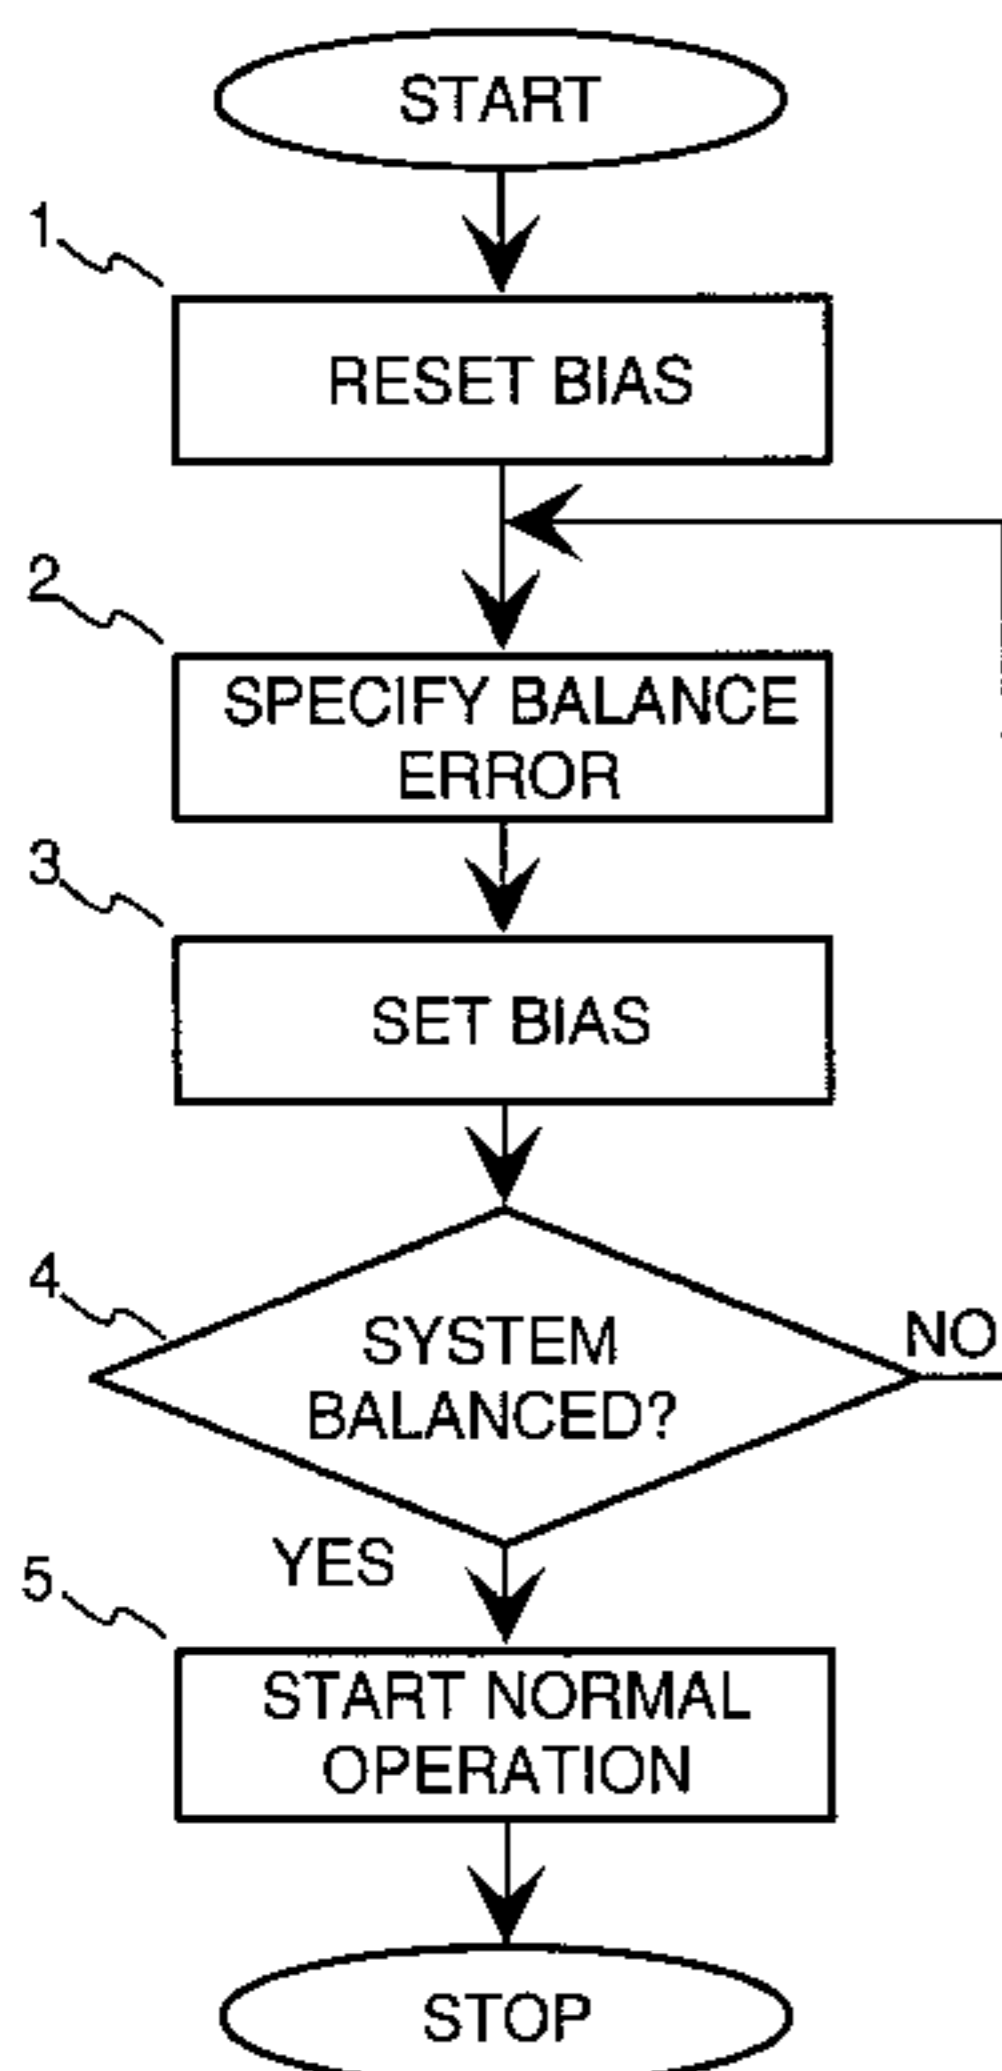 START
1
RESET BIAS
2
SPECIFY BALANCE
ERROR
3
SET BIAS
4
SYSTEM
BALANCED?
NO
YES
5
START NORMAL
OPERATION
STOP